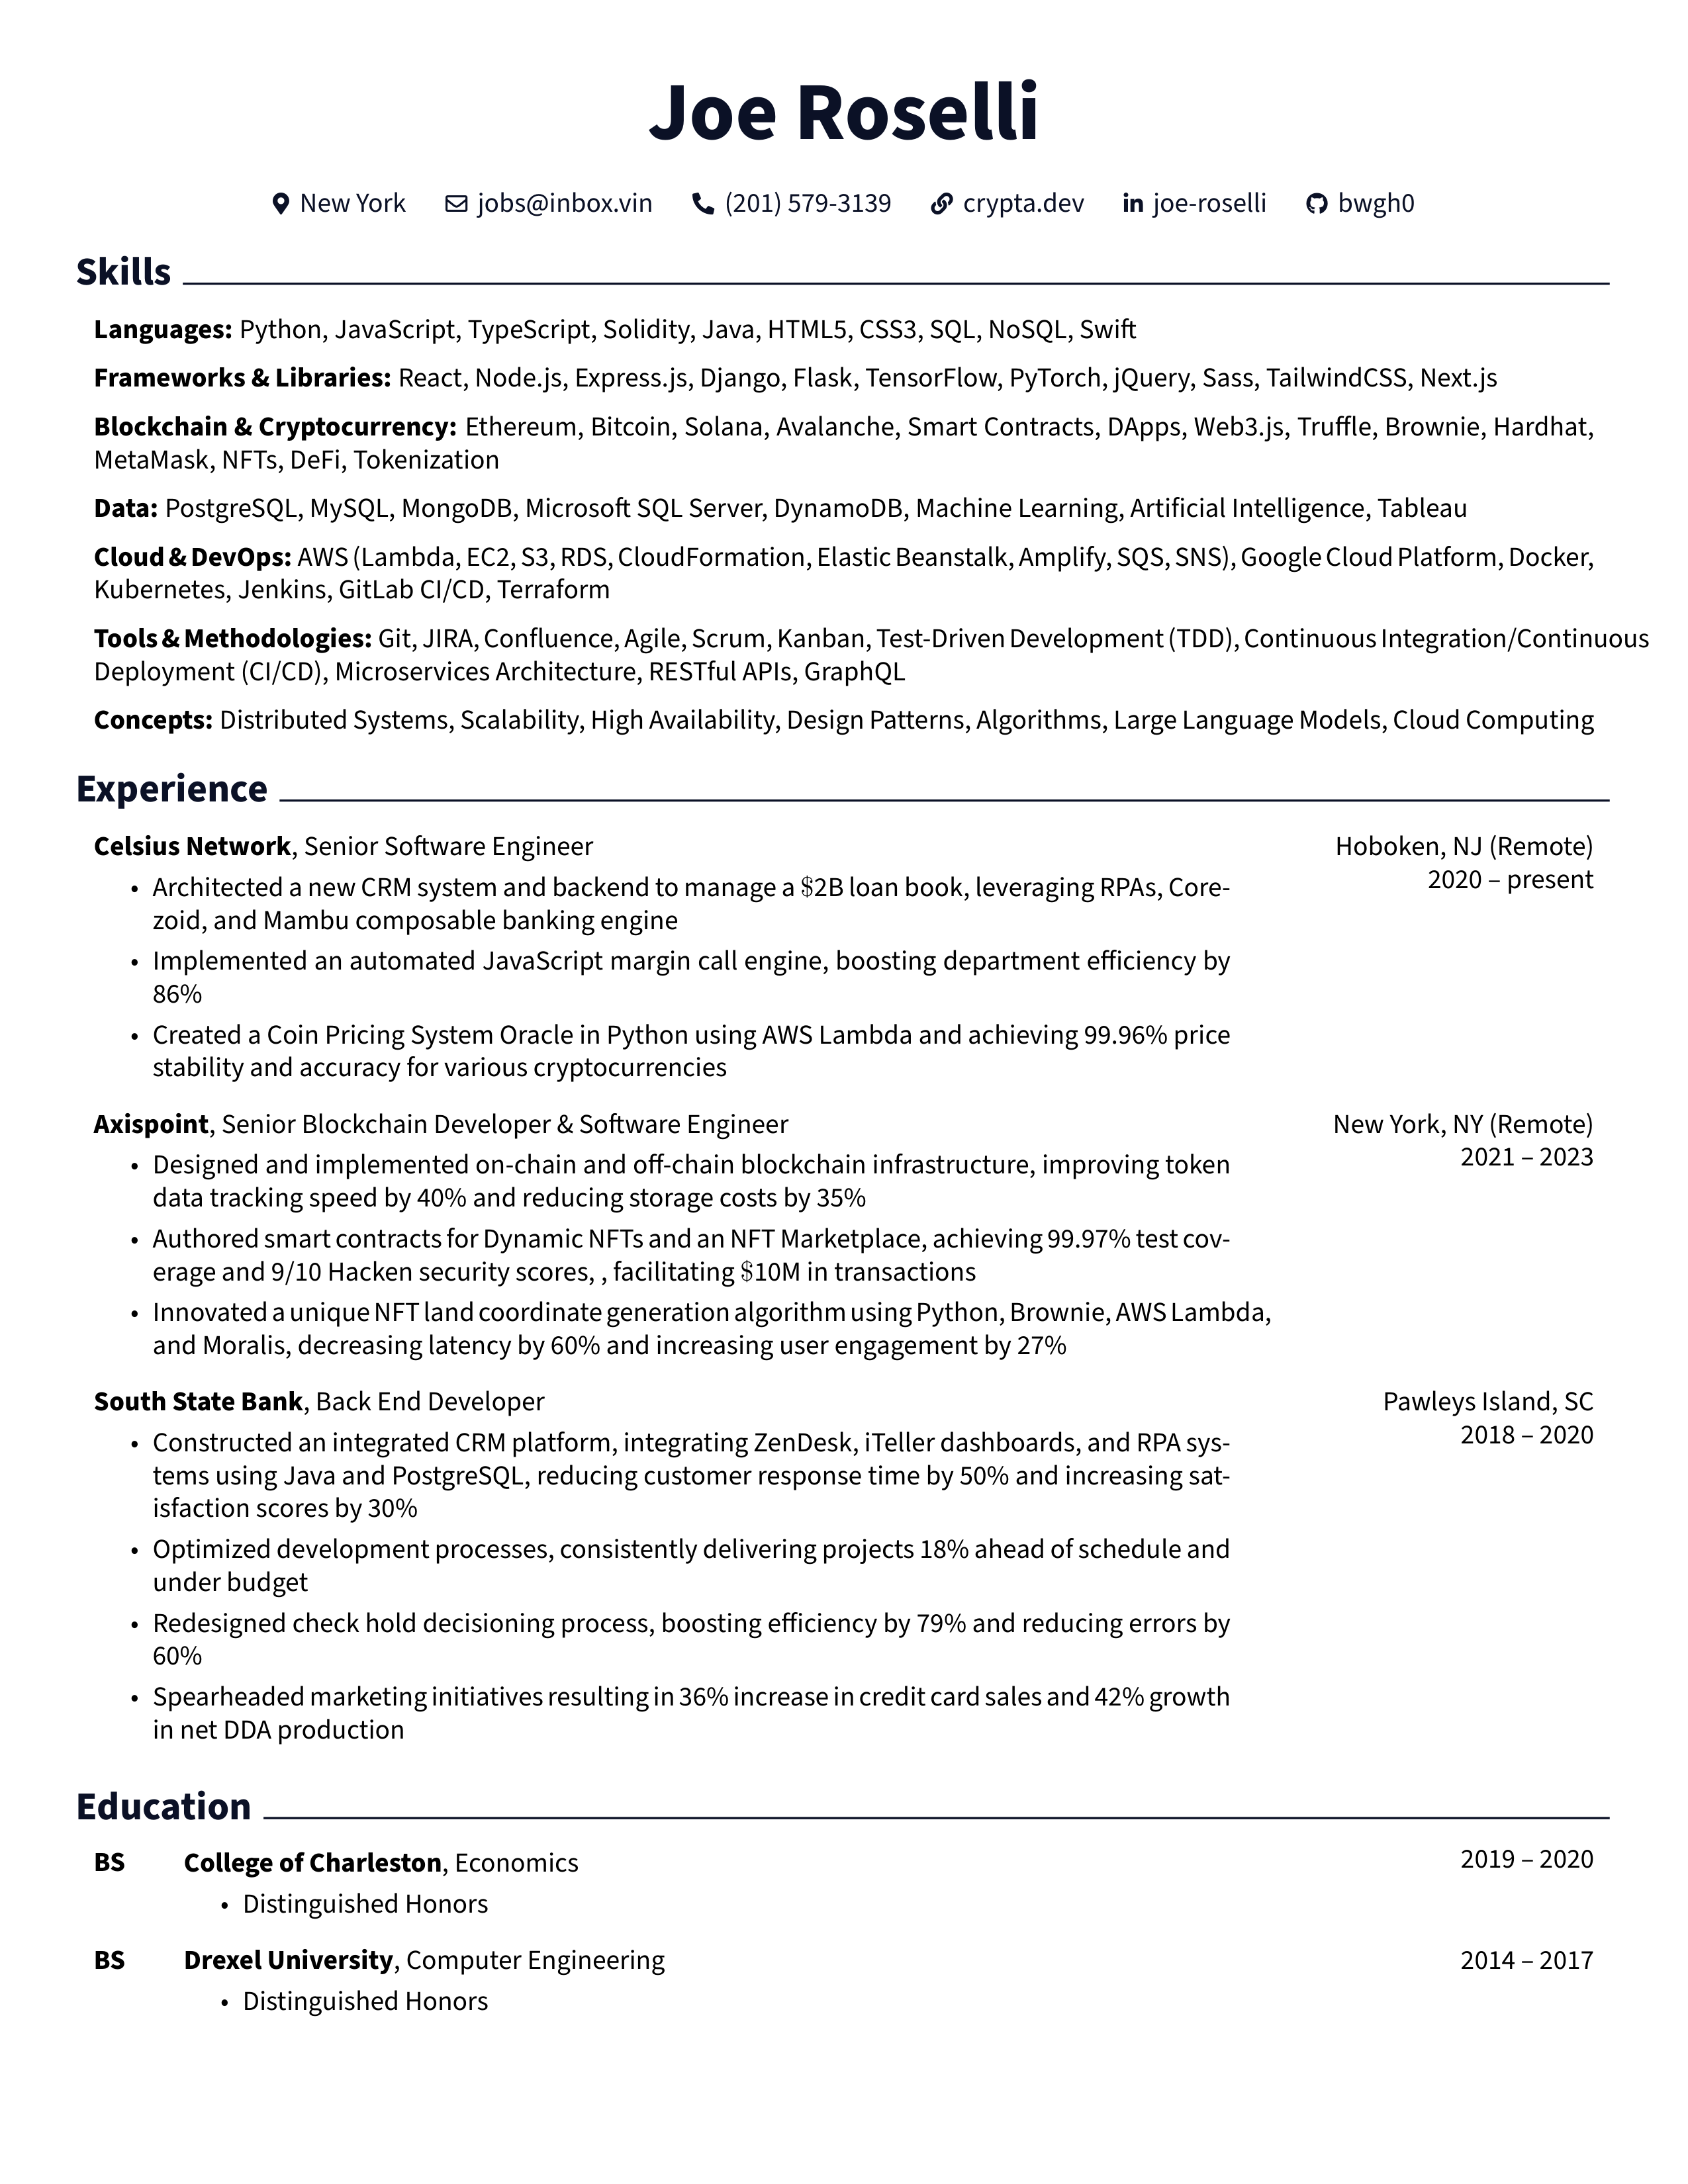 Joe Roselli
New York jobs@inbox.vin (201) 579-3139 crypta.dev joe-roselli bwgh0
Skills
Languages: Python, JavaScript, TypeScript, Solidity, Java, HTML5, CSS3, SQL, NoSQL, Swift
Frameworks & Libraries: React, Node.js, Express.js, Django, Flask, TensorFlow, PyTorch, jQuery, Sass, TailwindCSS, Next.js
Blockchain & Cryptocurrency: Ethereum, Bitcoin, Solana, Avalanche, Smart Contracts, DApps, Web3.js, Truffle, Brownie, Hardhat,
MetaMask, NFTs, DeFi, Tokenization
Data: PostgreSQL, MySQL, MongoDB, Microsoft SQL Server, DynamoDB, Machine Learning, Artificial Intelligence, Tableau
Cloud & DevOps: AWS (Lambda, EC2, S3, RDS, CloudFormation, Elastic Beanstalk, Amplify, SQS, SNS), Google Cloud Platform, Docker,
Kubernetes, Jenkins, GitLab CI/CD, Terraform
Tools & Methodologies: Git, JIRA, Confluence, Agile, Scrum, Kanban, Test-Driven Development (TDD), Continuous Integration/Continuous
Deployment (CI/CD), Microservices Architecture, RESTful APIs, GraphQL
Concepts: Distributed Systems, Scalability, High Availability, Design Patterns, Algorithms, Large Language Models, Cloud Computing
Experience
Celsius Network, Senior Software Engineer Hoboken, NJ (Remote)
2020 – present
• Architected a new CRM system and backend to manage a $2B loan book, leveraging RPAs, Core-
zoid, and Mambu composable banking engine
• Implemented an automated JavaScript margin call engine, boosting department efficiency by
86%
• Created a Coin Pricing System Oracle in Python using AWS Lambda and achieving 99.96% price
stability and accuracy for various cryptocurrencies
Axispoint, Senior Blockchain Developer & Software Engineer New York, NY (Remote)
2021 – 2023
• Designed and implemented on-chain and off-chain blockchain infrastructure, improving token
data tracking speed by 40% and reducing storage costs by 35%
• Authored smart contracts for Dynamic NFTs and an NFT Marketplace, achieving 99.97% test cov-
erage and 9/10 Hacken security scores, , facilitating $10M in transactions
• Innovated a unique NFT land coordinate generation algorithm using Python, Brownie, AWS Lambda,
and Moralis, decreasing latency by 60% and increasing user engagement by 27%
South State Bank, Back End Developer Pawleys Island, SC
2018 – 2020
• Constructed an integrated CRM platform, integrating ZenDesk, iTeller dashboards, and RPA sys-
tems using Java and PostgreSQL, reducing customer response time by 50% and increasing sat-
isfaction scores by 30%
• Optimized development processes, consistently delivering projects 18% ahead of schedule and
under budget
• Redesigned check hold decisioning process, boosting efficiency by 79% and reducing errors by
60%
• Spearheaded marketing initiatives resulting in 36% increase in credit card sales and 42% growth
in net DDA production
Education
BS College of Charleston, Economics 2019 – 2020
• Distinguished Honors
BS Drexel University, Computer Engineering 2014 – 2017
• Distinguished Honors